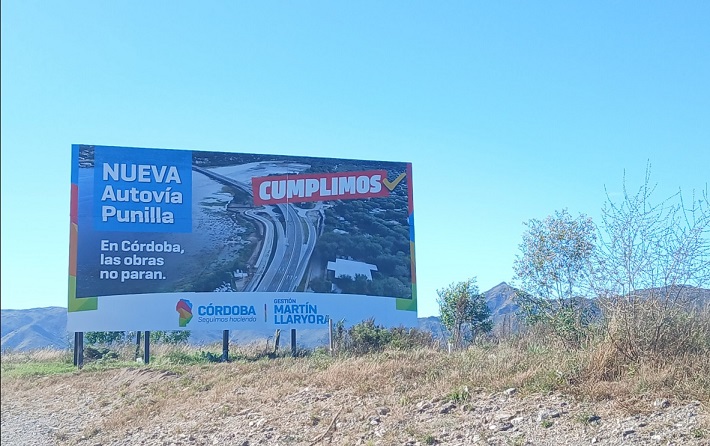 NUEVA
Autovía
Punilla
CUMPLIMOS
En Córdoba,
las obras
no paran.
CÓRDOBA
Seguimos haciendo
GESTIÓN
MARTÍN
LLARYORA